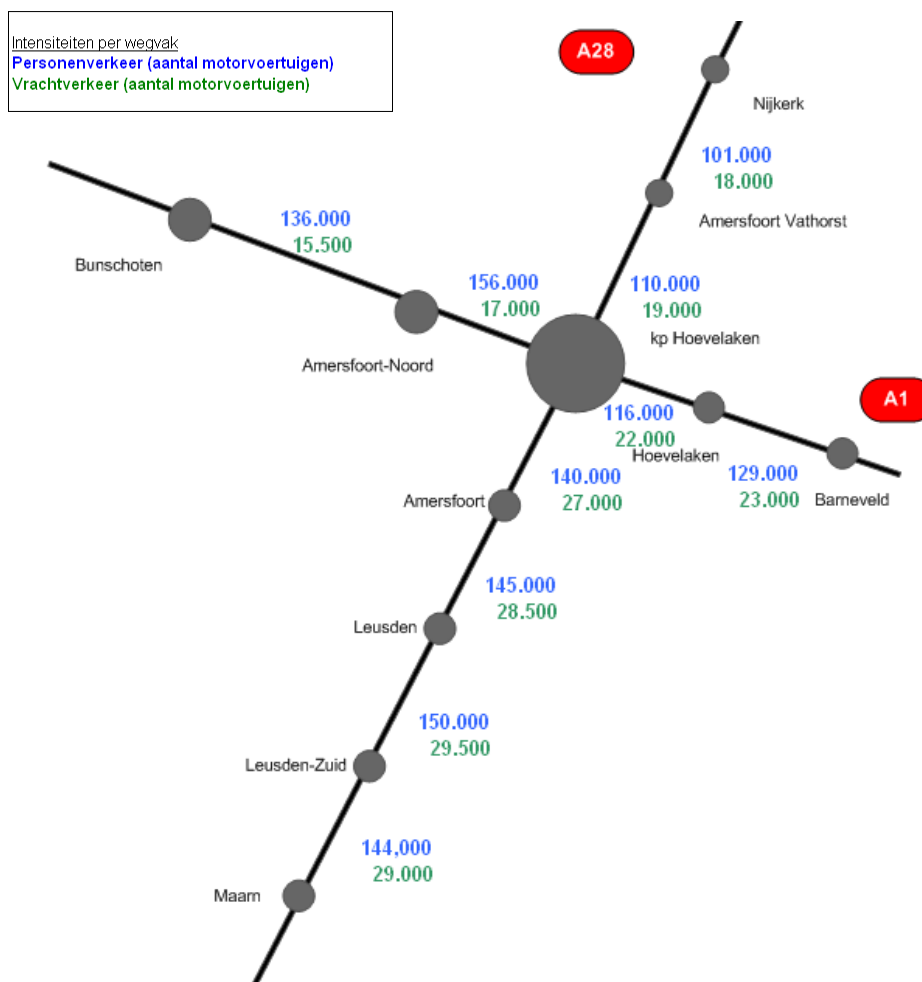 Intensiteiten per wegvak
Personenverkeer (aantal motorvoertuigen)
Vrachtverkeer (aantal motorvoertuigen)
A28
Nijkerk
101.000
18.000
Amersfoort Vathorst
136.000
15.500
Bunschoten
156.000
17.000
110.000
19.000
kp Hoevelaken
Amersfoort-Noord
A1
116.000
22.000
Hoevelaken
129.000
23.000
Barneveld
140.000
27.000
Amersfoort
145.000
28.500
Leusden
150.000
29.500
Leusden-Zuid
144,000
29.000
Maarn